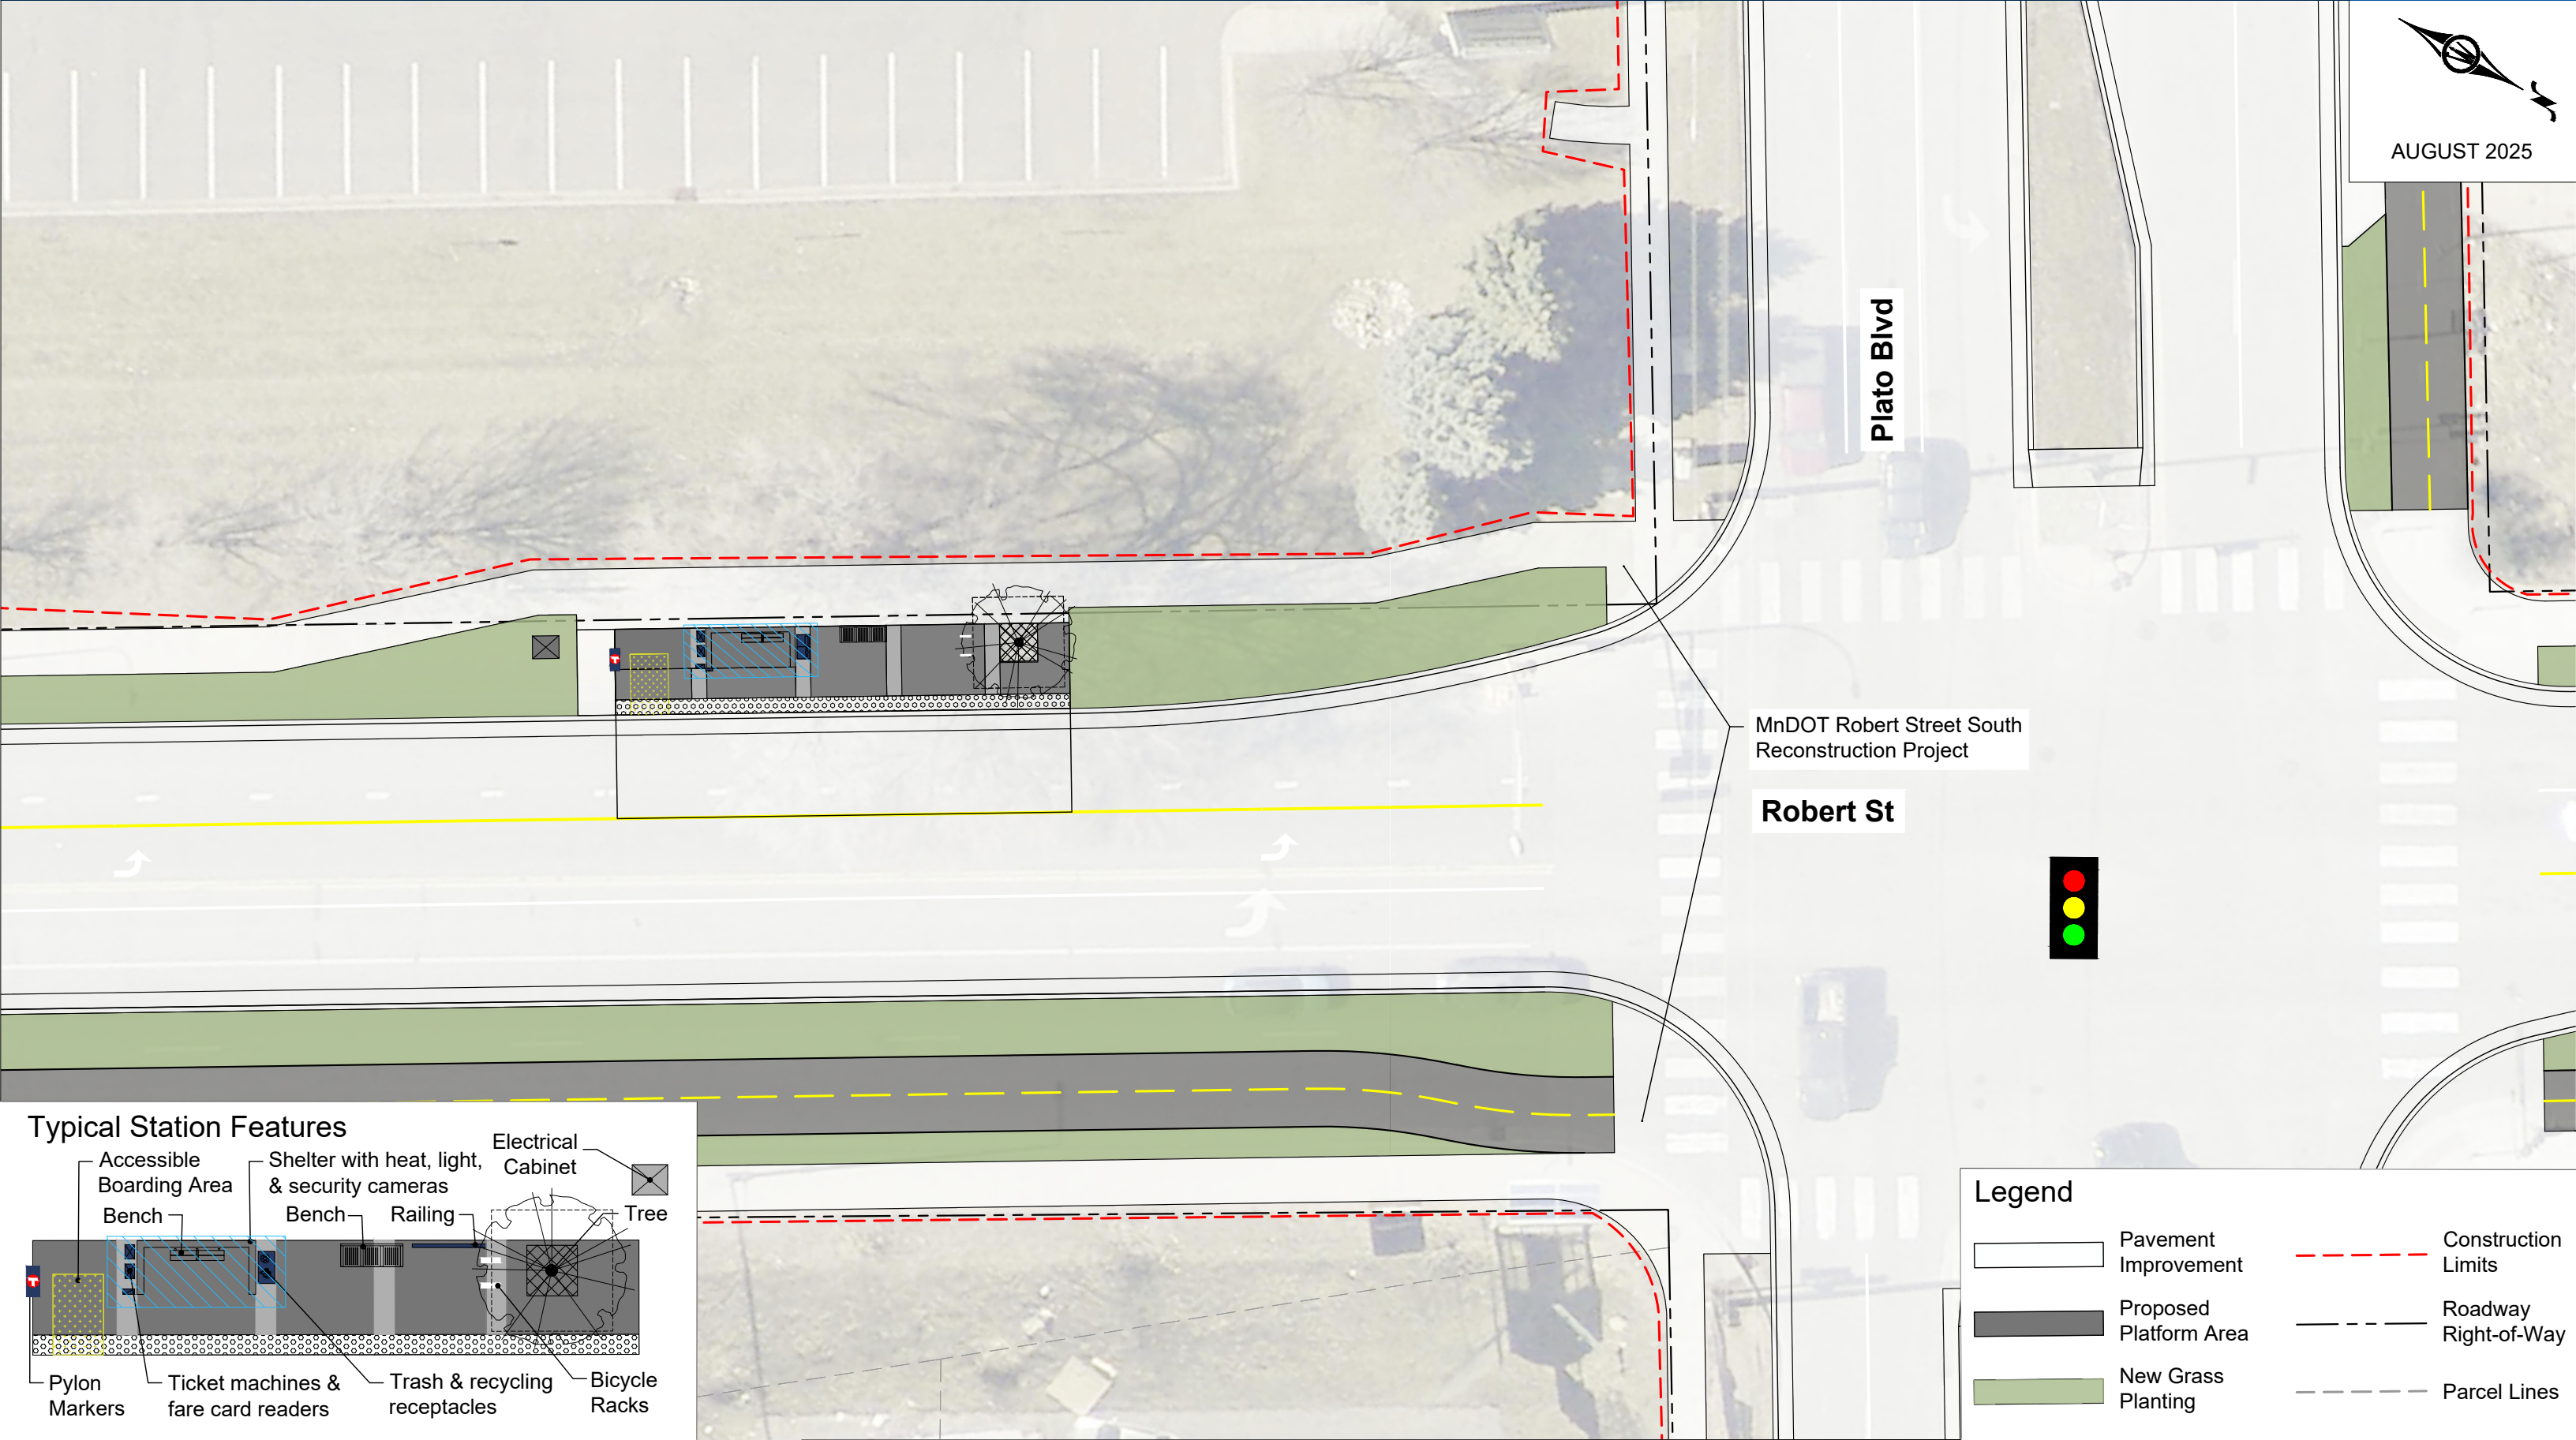 N
AUGUST 2025
Plato Blvd
MnDOT Robert Street South
Reconstruction Project
Robert St
Typical Station Features
Accessible
Boarding Area
Shelter with heat, light,
& security cameras
Electrical
Cabinet
Bench
Bench
Railing
Tree
Pylon
Markers
Ticket machines &
fare card readers
Trash & recycling
receptacles
Bicycle
Racks
Legend
Pavement
Improvement
Construction
Limits
Proposed
Platform Area
Roadway
Right-of-Way
New Grass
Planting
Parcel Lines